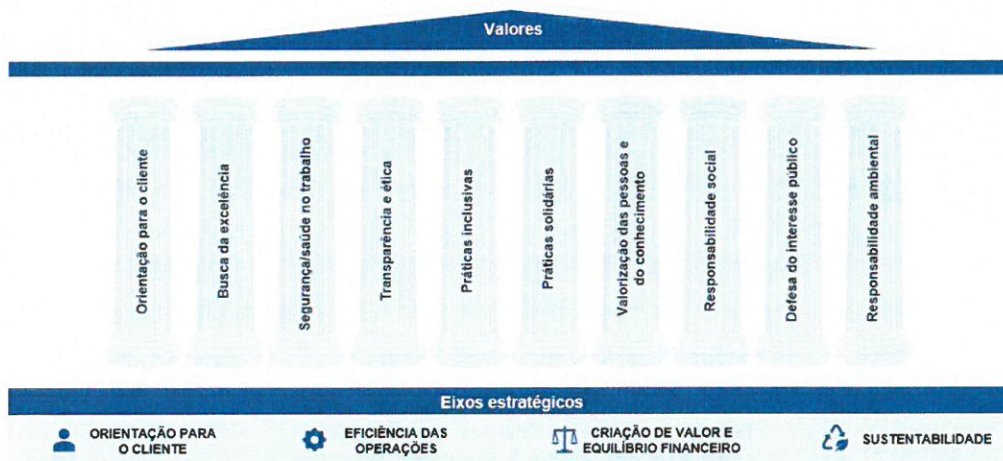 Valores
Orientação para o cliente
Busca da excelência
Segurança/saúde no trabalho
Transparência e ética
Práticas inclusivas
Práticas solidárias
Valorização das pessoas e
do conhecimento
Responsabilidade social
Defesa do interesse público
Responsabilidade ambiental
Eixos estratégicos
ORIENTAÇÃO PARA
O CLIENTE
EFICIÊNCIA DAS
OPERAÇÕES
CRIAÇÃO DE VALOR E
EQUILÍBRIO FINANCEIRO
SUSTENTABILIDADE